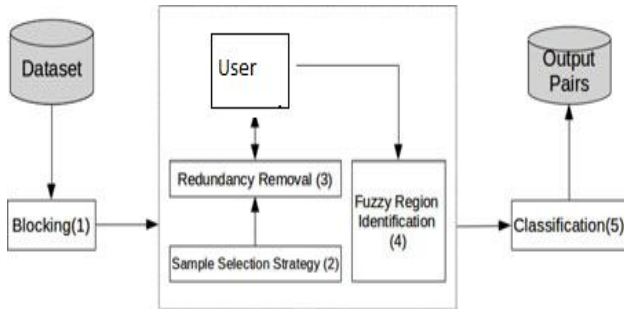 Dataset
Blocking(1)
User
Redundancy Removal (3)
Sample Selection Strategy (2)
Fuzzy Region
Identification
(4)
Classification(5)
Output
Pairs